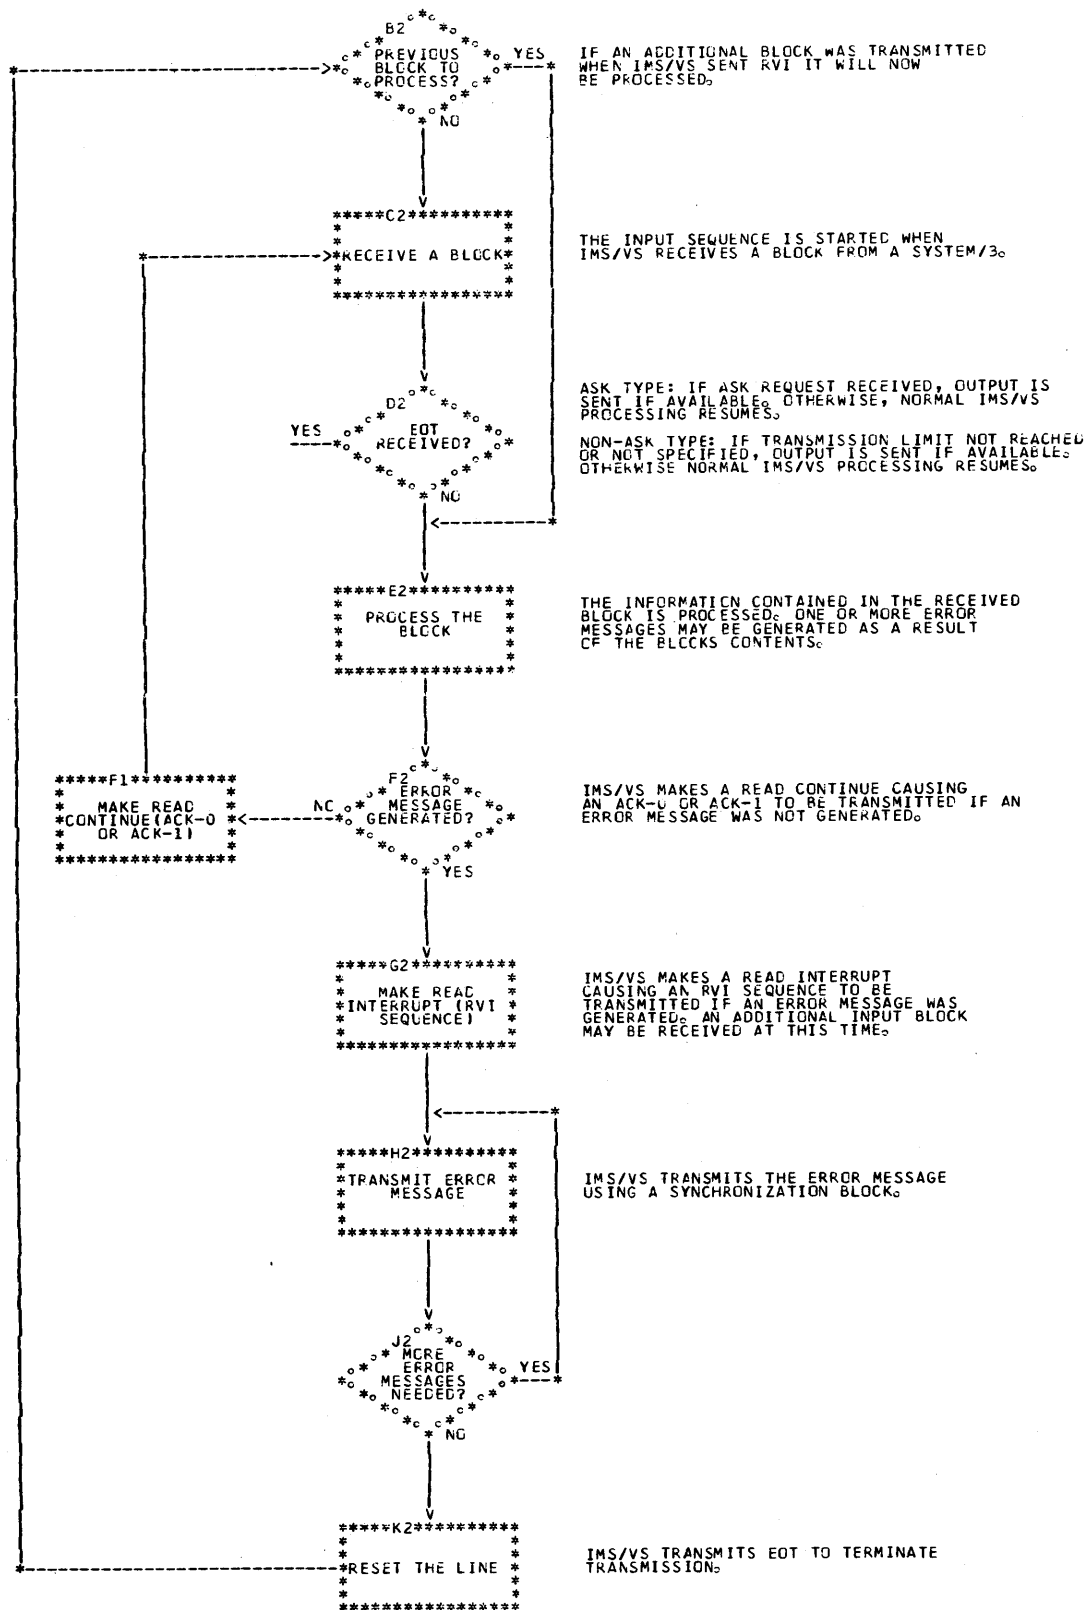 B2
PREVIOUS
BLOCK TO
PROCESS?
YES
NO
IF AN ADDITIONAL BLOCK WAS TRANSMITTED
WHEN IMS/VS SENT RVI IT WILL NOW
BE PROCESSED.
C2
RECEIVE A BLOCK
THE INPUT SEQUENCE IS STARTED WHEN
IMS/VS RECEIVES A BLOCK FROM A SYSTEM/3.
D2
EOT
RECEIVED?
YES
NO
ASK TYPE: IF ASK REQUEST RECEIVED, OUTPUT IS
SENT IF AVAILABLE. OTHERWISE, NORMAL IMS/VS
PROCESSING RESUMES.
NON-ASK TYPE: IF TRANSMISSION LIMIT NOT REACHED
OR NOT SPECIFIED, OUTPUT IS SENT IF AVAILABLE.
OTHERWISE NORMAL IMS/VS PROCESSING RESUMES.
E2
PROCESS THE
BLOCK
THE INFORMATION CONTAINED IN THE RECEIVED
BLOCK IS PROCESSED. ONE OR MORE ERROR
MESSAGES MAY BE GENERATED AS A RESULT
OF THE BLOCKS CONTENTS.
F1
MAKE READ
CONTINUE(ACK-0
OR ACK-1)
F2
ERROR
MESSAGE
GENERATED?
NO
YES
IMS/VS MAKES A READ CONTINUE CAUSING
AN ACK-0 OR ACK-1 TO BE TRANSMITTED IF AN
ERROR MESSAGE WAS NOT GENERATED.
G2
MAKE READ
INTERRUPT (RVI
SEQUENCE)
IMS/VS MAKES A READ INTERRUPT
CAUSING AN RVI SEQUENCE TO BE
TRANSMITTED IF AN ERROR MESSAGE WAS
GENERATED. AN ADDITIONAL INPUT BLOCK
MAY BE RECEIVED AT THIS TIME.
H2
TRANSMIT ERROR
MESSAGE
IMS/VS TRANSMITS THE ERROR MESSAGE
USING A SYNCHRONIZATION BLOCK.
J2
MORE
ERROR
MESSAGES
NEEDED?
YES
NO
K2
RESET THE LINE
IMS/VS TRANSMITS EOT TO TERMINATE
TRANSMISSION.